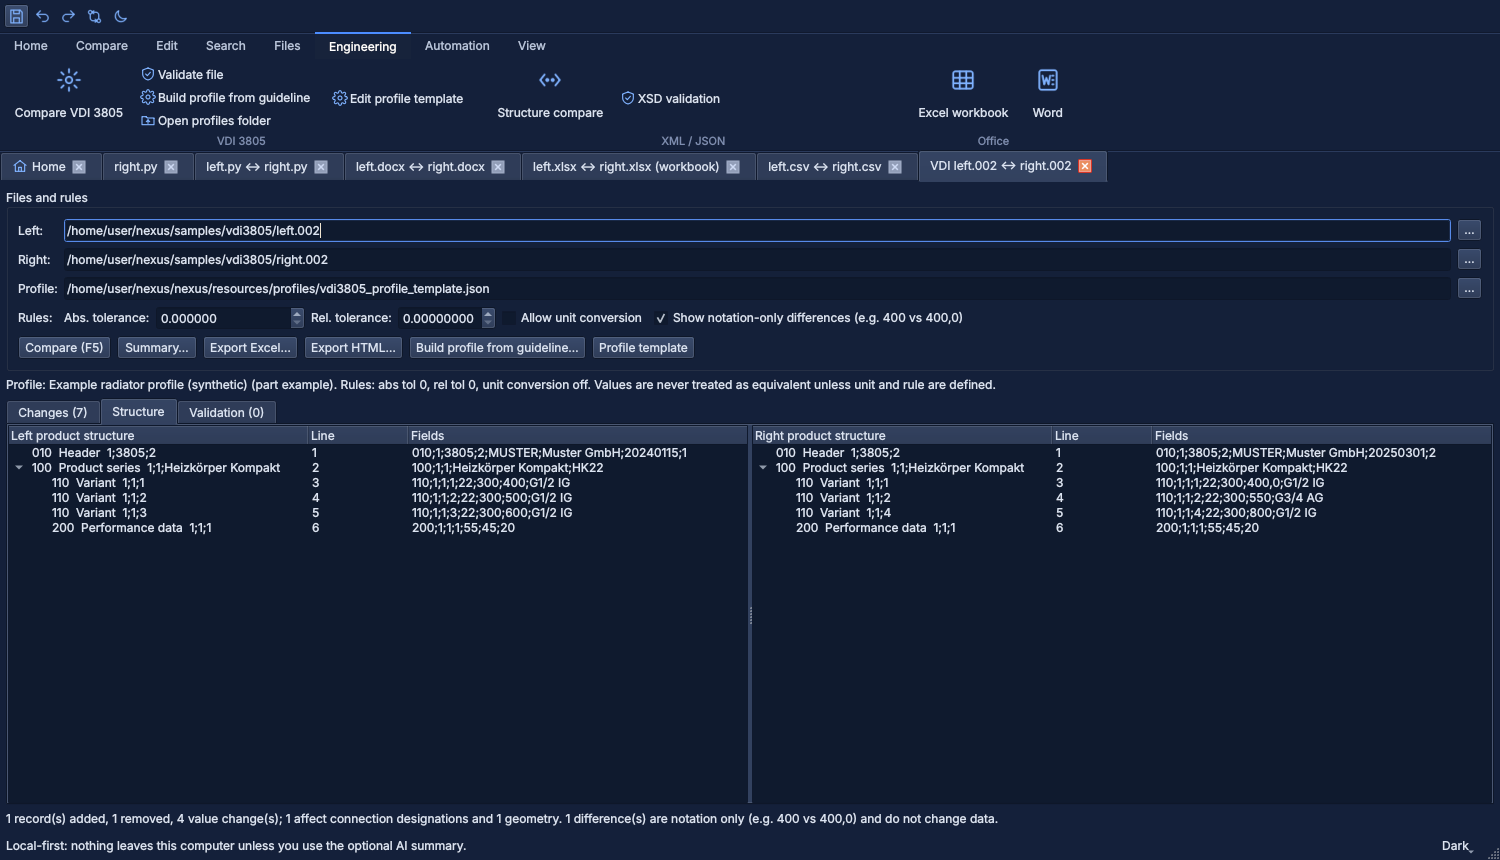 Home Compare Edit Search Files Engineering Automation View
Compare VDI 3805
Validate file
Build profile from guideline
Open profiles folder
Edit profile template
VDI 3805
Structure compare
XSD validation
XML / JSON
Excel workbook
Word
Office
Home right.py left.py ↔ right.py left.docx ↔ right.docx left.xlsx ↔ right.xlsx (workbook) left.csv ↔ right.csv VDI left.002 ↔ right.002
Files and rules
Left: /home/user/nexus/samples/vdi3805/left.002 ...
Right: /home/user/nexus/samples/vdi3805/right.002 ...
Profile: /home/user/nexus/nexus/resources/profiles/vdi3805_profile_template.json ...
Rules: Abs. tolerance: 0.000000 Rel. tolerance: 0.00000000 Allow unit conversion ✓ Show notation-only differences (e.g. 400 vs 400,0)
Compare (F5) Summary... Export Excel... Export HTML... Build profile from guideline... Profile template
Profile: Example radiator profile (synthetic) (part example). Rules: abs tol 0, rel tol 0, unit conversion off. Values are never treated as equivalent unless unit and rule are defined.
Changes (7) Structure Validation (0)
Left product structure Line Fields
010 Header 1;3805;2 1 010;1;3805;2;MUSTER;Muster GmbH;20240115;1
100 Product series 1;1;Heizkörper Kompakt 2 100;1;1;Heizkörper Kompakt;HK22
110 Variant 1;1;1 3 110;1;1;1;22;300;400;G1/2 IG
110 Variant 1;1;2 4 110;1;1;2;22;300;500;G1/2 IG
110 Variant 1;1;3 5 110;1;1;3;22;300;600;G1/2 IG
200 Performance data 1;1;1 6 200;1;1;1;55;45;20
Right product structure Line Fields
010 Header 1;3805;2 1 010;1;3805;2;MUSTER;Muster GmbH;20250301;2
100 Product series 1;1;Heizkörper Kompakt 2 100;1;1;Heizkörper Kompakt;HK22
110 Variant 1;1;1 3 110;1;1;1;22;300;400,0;G1/2 IG
110 Variant 1;1;2 4 110;1;1;2;22;300;550;G3/4 AG
110 Variant 1;1;4 5 110;1;1;4;22;300;800;G1/2 IG
200 Performance data 1;1;1 6 200;1;1;1;55;45;20
1 record(s) added, 1 removed, 4 value change(s); 1 affect connection designations and 1 geometry. 1 difference(s) are notation only (e.g. 400 vs 400,0) and do not change data.
Local-first: nothing leaves this computer unless you use the optional AI summary.
Dark